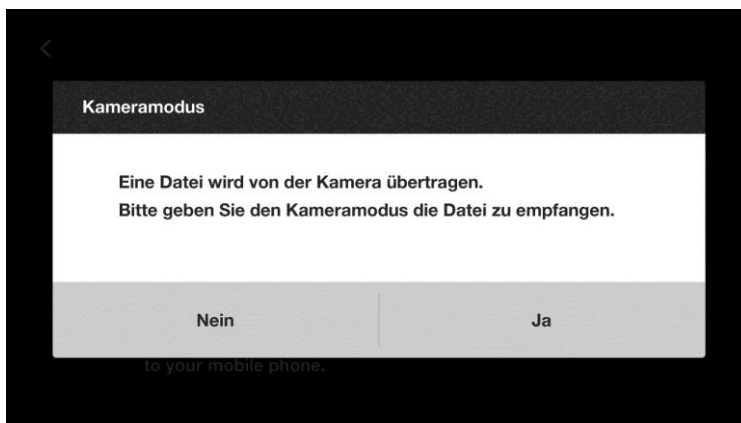 Kameramodus
Eine Datei wird von der Kamera übertragen.
Bitte geben Sie den Kameramodus die Datei zu empfangen.
Nein
Ja
to your mobile phone.